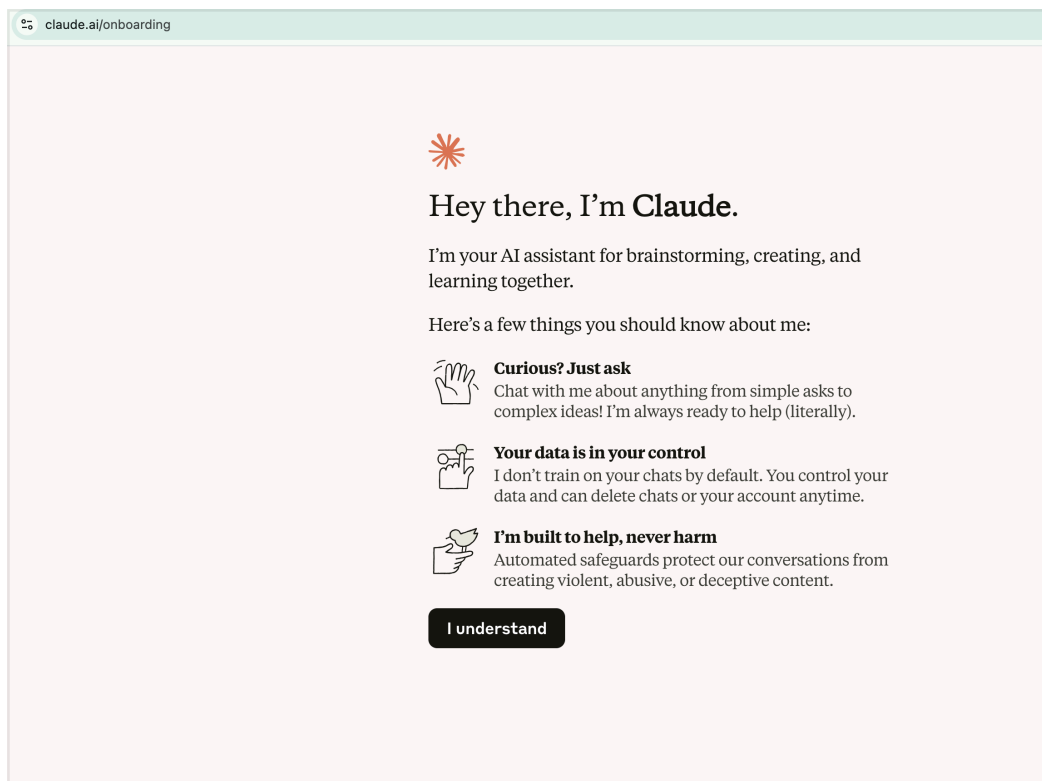 claude.ai/onboarding
Hey there, I’m Claude.
I’m your AI assistant for brainstorming, creating, and
learning together.
Here’s a few things you should know about me:
Curious? Just ask
Chat with me about anything from simple asks to
complex ideas! I’m always ready to help (literally).
Your data is in your control
I don’t train on your chats by default. You control your
data and can delete chats or your account anytime.
I’m built to help, never harm
Automated safeguards protect our conversations from
creating violent, abusive, or deceptive content.
I understand